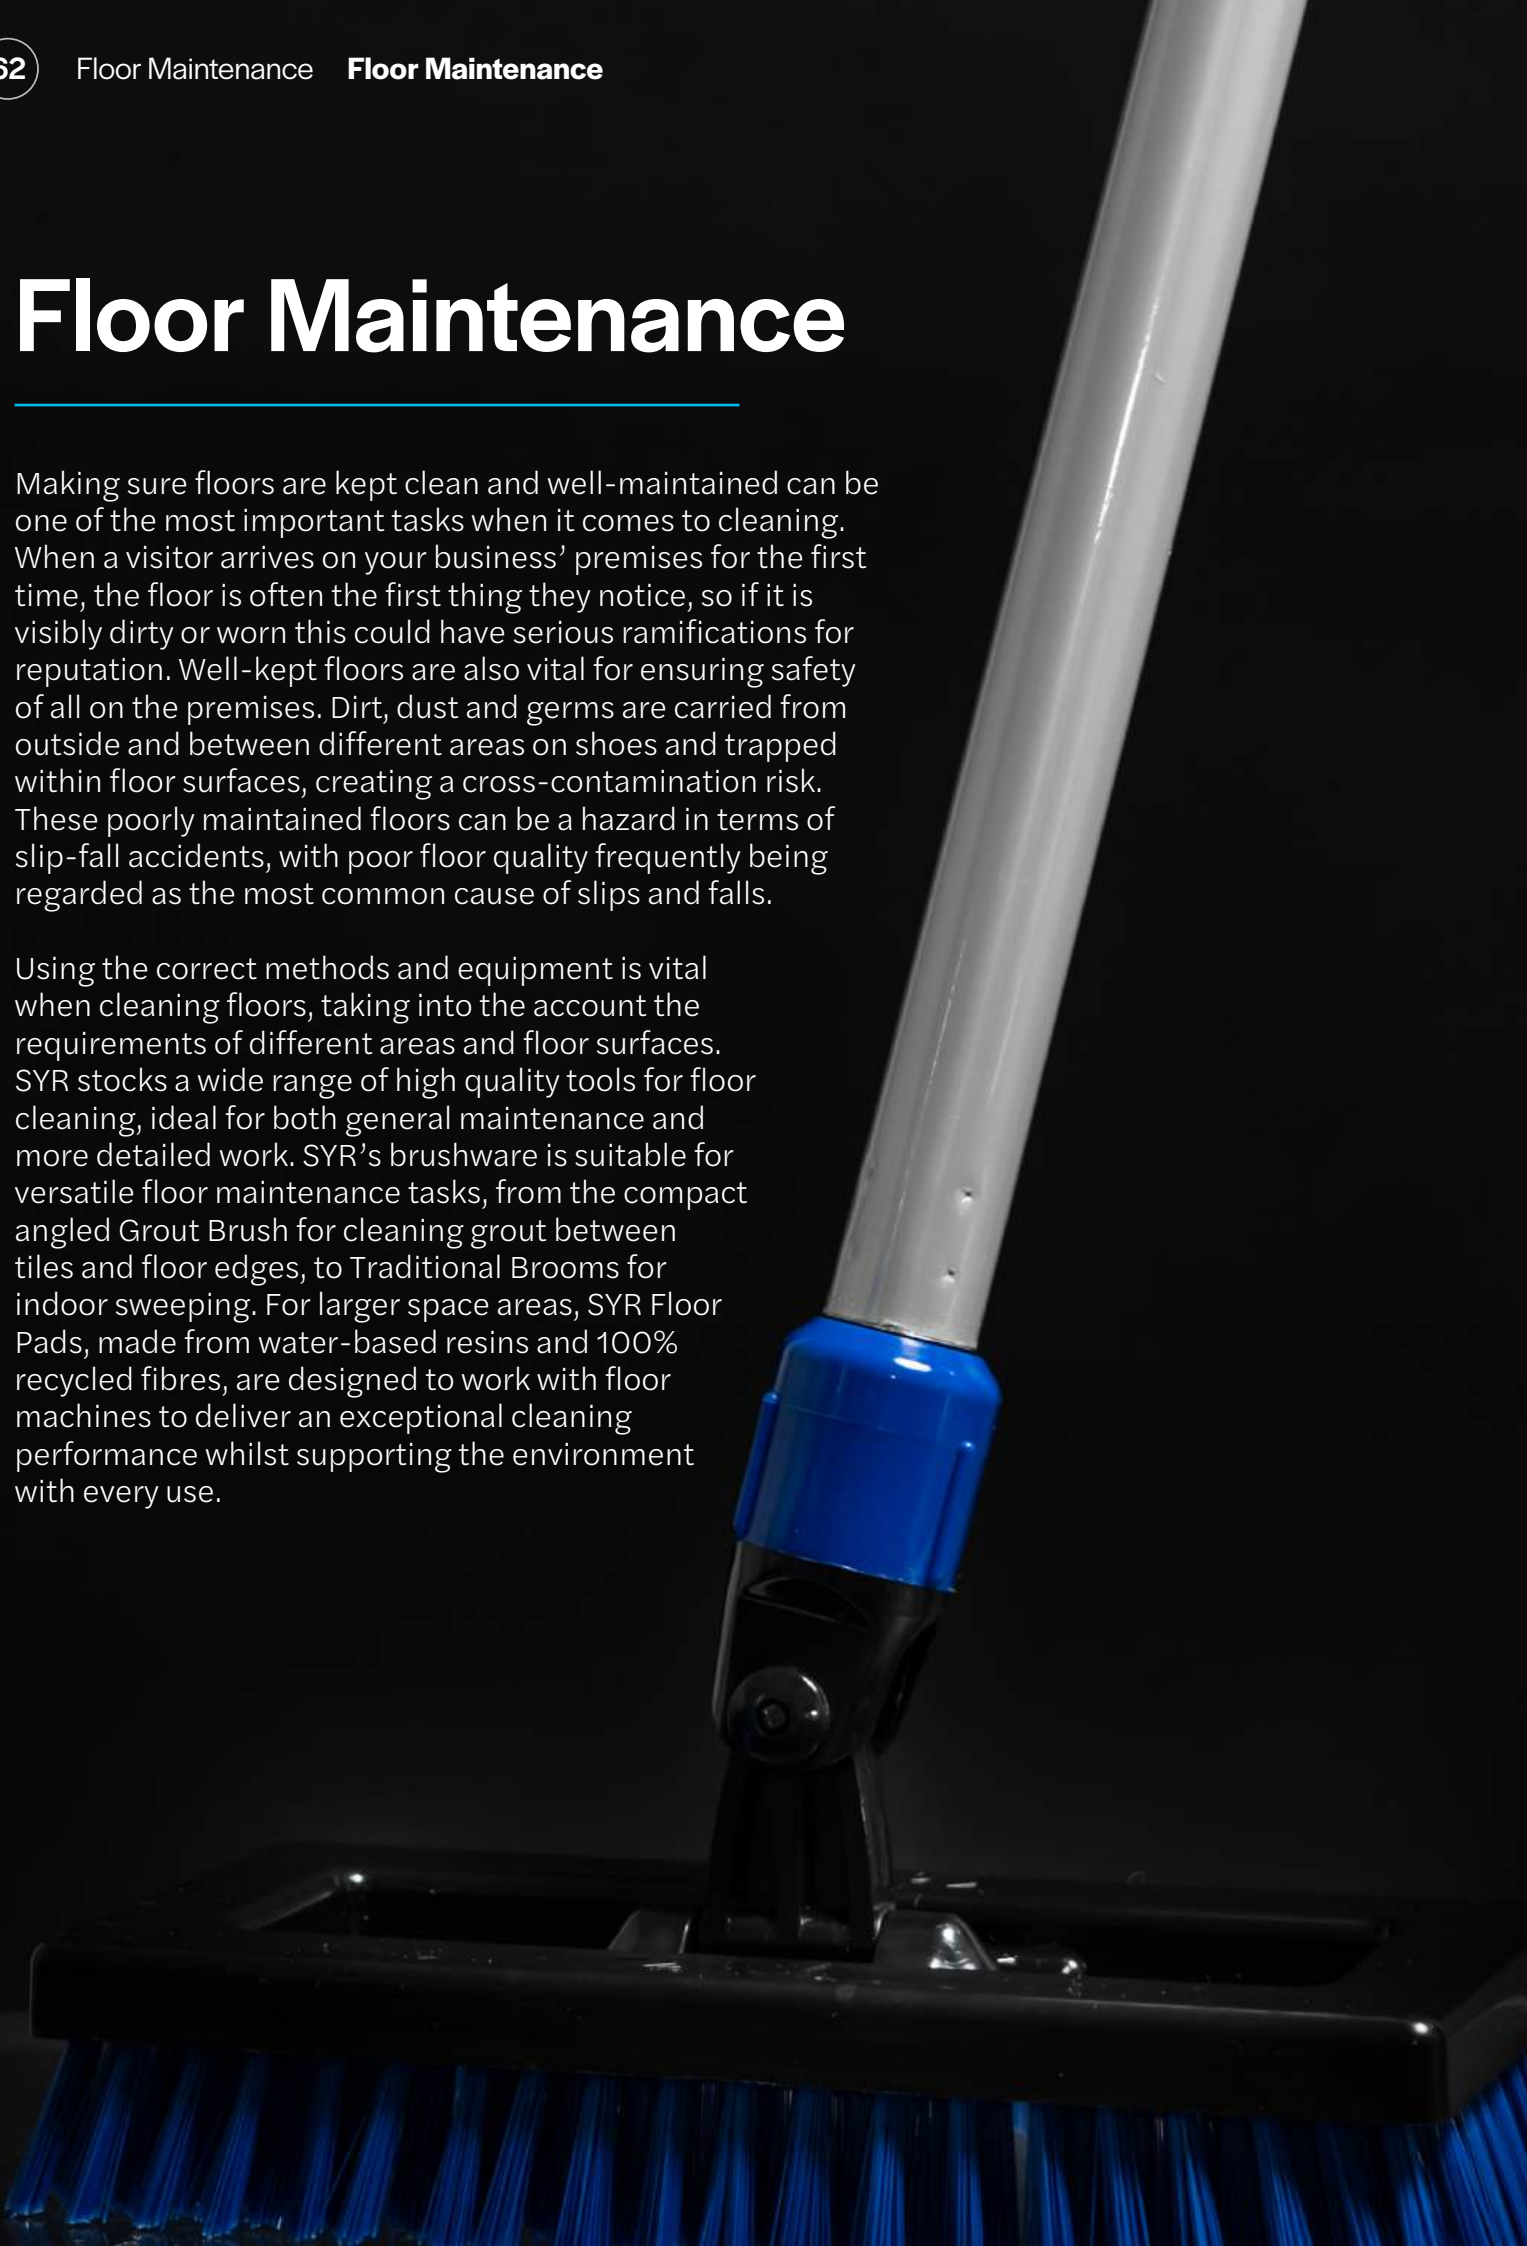 62 Floor Maintenance Floor Maintenance
Floor Maintenance
Making sure floors are kept clean and well-maintained can be
one of the most important tasks when it comes to cleaning.
When a visitor arrives on your business’ premises for the first
time, the floor is often the first thing they notice, so if it is
visibly dirty or worn this could have serious ramifications for
reputation. Well-kept floors are also vital for ensuring safety
of all on the premises. Dirt, dust and germs are carried from
outside and between different areas on shoes and trapped
within floor surfaces, creating a cross-contamination risk.
These poorly maintained floors can be a hazard in terms of
slip-fall accidents, with poor floor quality frequently being
regarded as the most common cause of slips and falls.
Using the correct methods and equipment is vital
when cleaning floors, taking into the account the
requirements of different areas and floor surfaces.
SYR stocks a wide range of high quality tools for floor
cleaning, ideal for both general maintenance and
more detailed work. SYR’s brushware is suitable for
versatile floor maintenance tasks, from the compact
angled Grout Brush for cleaning grout between
tiles and floor edges, to Traditional Brooms for
indoor sweeping. For larger space areas, SYR Floor
Pads, made from water-based resins and 100%
recycled fibres, are designed to work with floor
machines to deliver an exceptional cleaning
performance whilst supporting the environment
with every use.